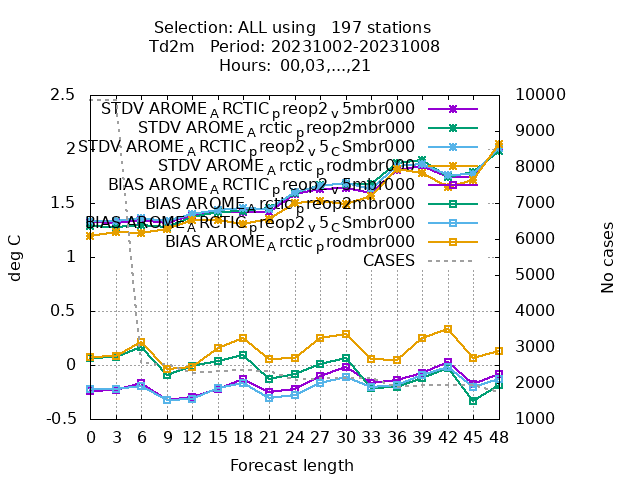 Selection: ALL using   197 stations
Td2m   Period: 20231002-20231008
Hours:  00,03,...,21
2.5
2
1.5
1
0.5
0
-0.5
deg C
STDV AROME_ARCTIC_preop2_v5mbr000
STDV AROME_Arctic_preop2mbr000
STDV AROME_ARCTIC_preop2_v5_CSmbr000
STDV AROME_Arctic_prodmbr000
BIAS AROME_ARCTIC_preop2_v5mbr000
BIAS AROME_Arctic_preop2mbr000
BIAS AROME_ARCTIC_preop2_v5_CSmbr000
BIAS AROME_Arctic_prodmbr000
CASES
10000
9000
8000
7000
6000
5000
4000
3000
2000
1000
No cases
0 3 6 9 12 15 18 21 24 27 30 33 36 39 42 45 48
Forecast length